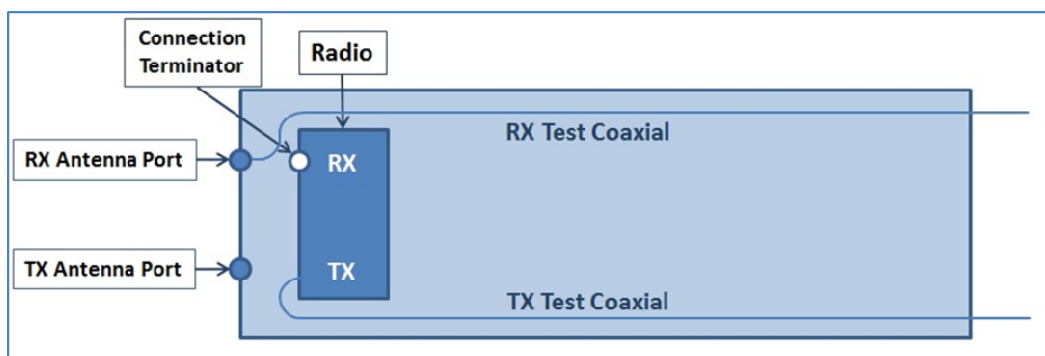 Connection
Terminator
Radio
RX Test Coaxial
RX Antenna Port
RX
TX Antenna Port
TX
TX Test Coaxial